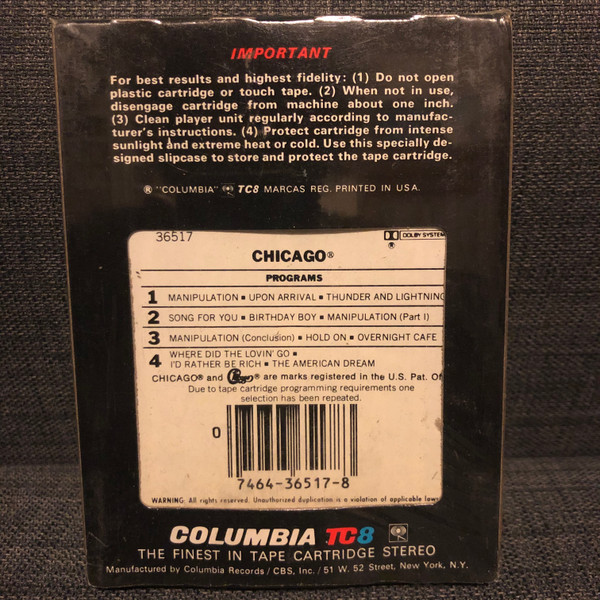 IMPORTANT
For best results and highest fidelity: (1) Do not open
plastic cartridge or touch tape. (2) When not in use,
disengage cartridge from machine about one inch.
(3) Clean player unit regularly according to manufac-
turer's instructions. (4) Protect cartridge from intense
sunlight and extreme heat or cold. Use this specially de-
signed slipcase to store and protect the tape cartridge.
® "COLUMBIA" TC8 MARCAS REG. PRINTED IN U.S.A.
36517
DOLBY SYSTEM
®
CHICAGO®
PROGRAMS
1 MANIPULATION ▪ UPON ARRIVAL ▪ THUNDER AND LIGHTNING
2 SONG FOR YOU ▪ BIRTHDAY BOY ▪ MANIPULATION (Part I)
3 MANIPULATION (Conclusion) ▪ HOLD ON ▪ OVERNIGHT CAFE
4 WHERE DID THE LOVIN' GO ▪
I'D RATHER BE RICH ▪ THE AMERICAN DREAM
CHICAGO® and Chicago® are marks registered in the U.S. Pat. Of
Due to tape cartridge programming requirements one
selection has been repeated.
0
7464-36517-8
WARNING: All rights reserved. Unauthorized duplication is a violation of applicable laws
COLUMBIA TC8
THE FINEST IN TAPE CARTRIDGE STEREO
Manufactured by Columbia Records / CBS, Inc. / 51 W. 52 Street, New York, N.Y.